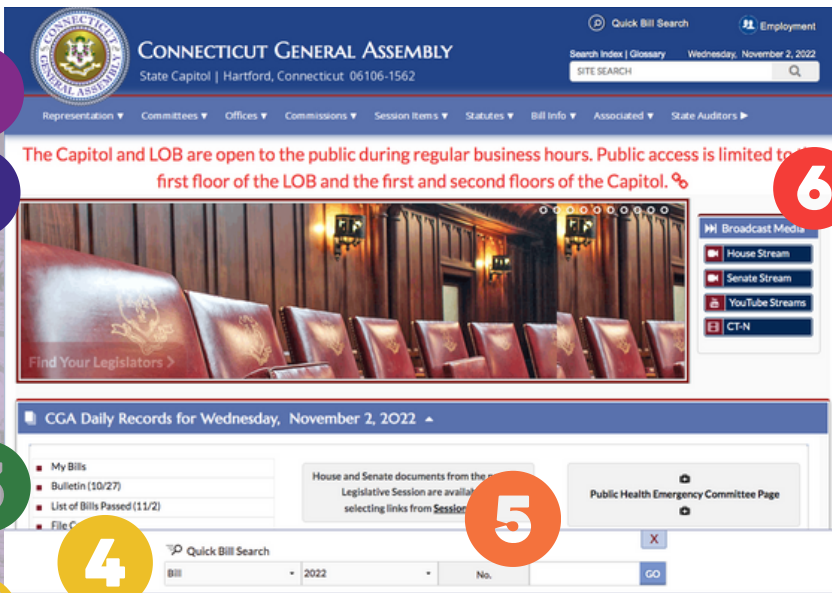 CONNECTICUT
GENERAL ASSEMBLY
CONNECTICUT GENERAL ASSEMBLY
State Capitol | Hartford, Connecticut 06106-1562
Quick Bill Search
Employment
Search Index | Glossary
Wednesday, November 2, 2022
SITE SEARCH
Representation ▼ Committees ▼ Offices ▼ Commissions ▼ Session Items ▼ Statutes ▼ Bill Info ▼ Associated ▼ State Auditors ►
The Capitol and LOB are open to the public during regular business hours. Public access is limited to
first floor of the LOB and the first and second floors of the Capitol.
6
Broadcast Media
House Stream
Senate Stream
YouTube Streams
CT-N
Find Your Legislators >
CGA Daily Records for Wednesday, November 2, 2022
My Bills
Bulletin (10/27)
List of Bills Passed (11/2)
File
House and Senate documents from the
Legislative Session are
selecting links from
Public Health Emergency Committee Page
5
4
Quick Bill Search
X
Bill
2022
No.
GO